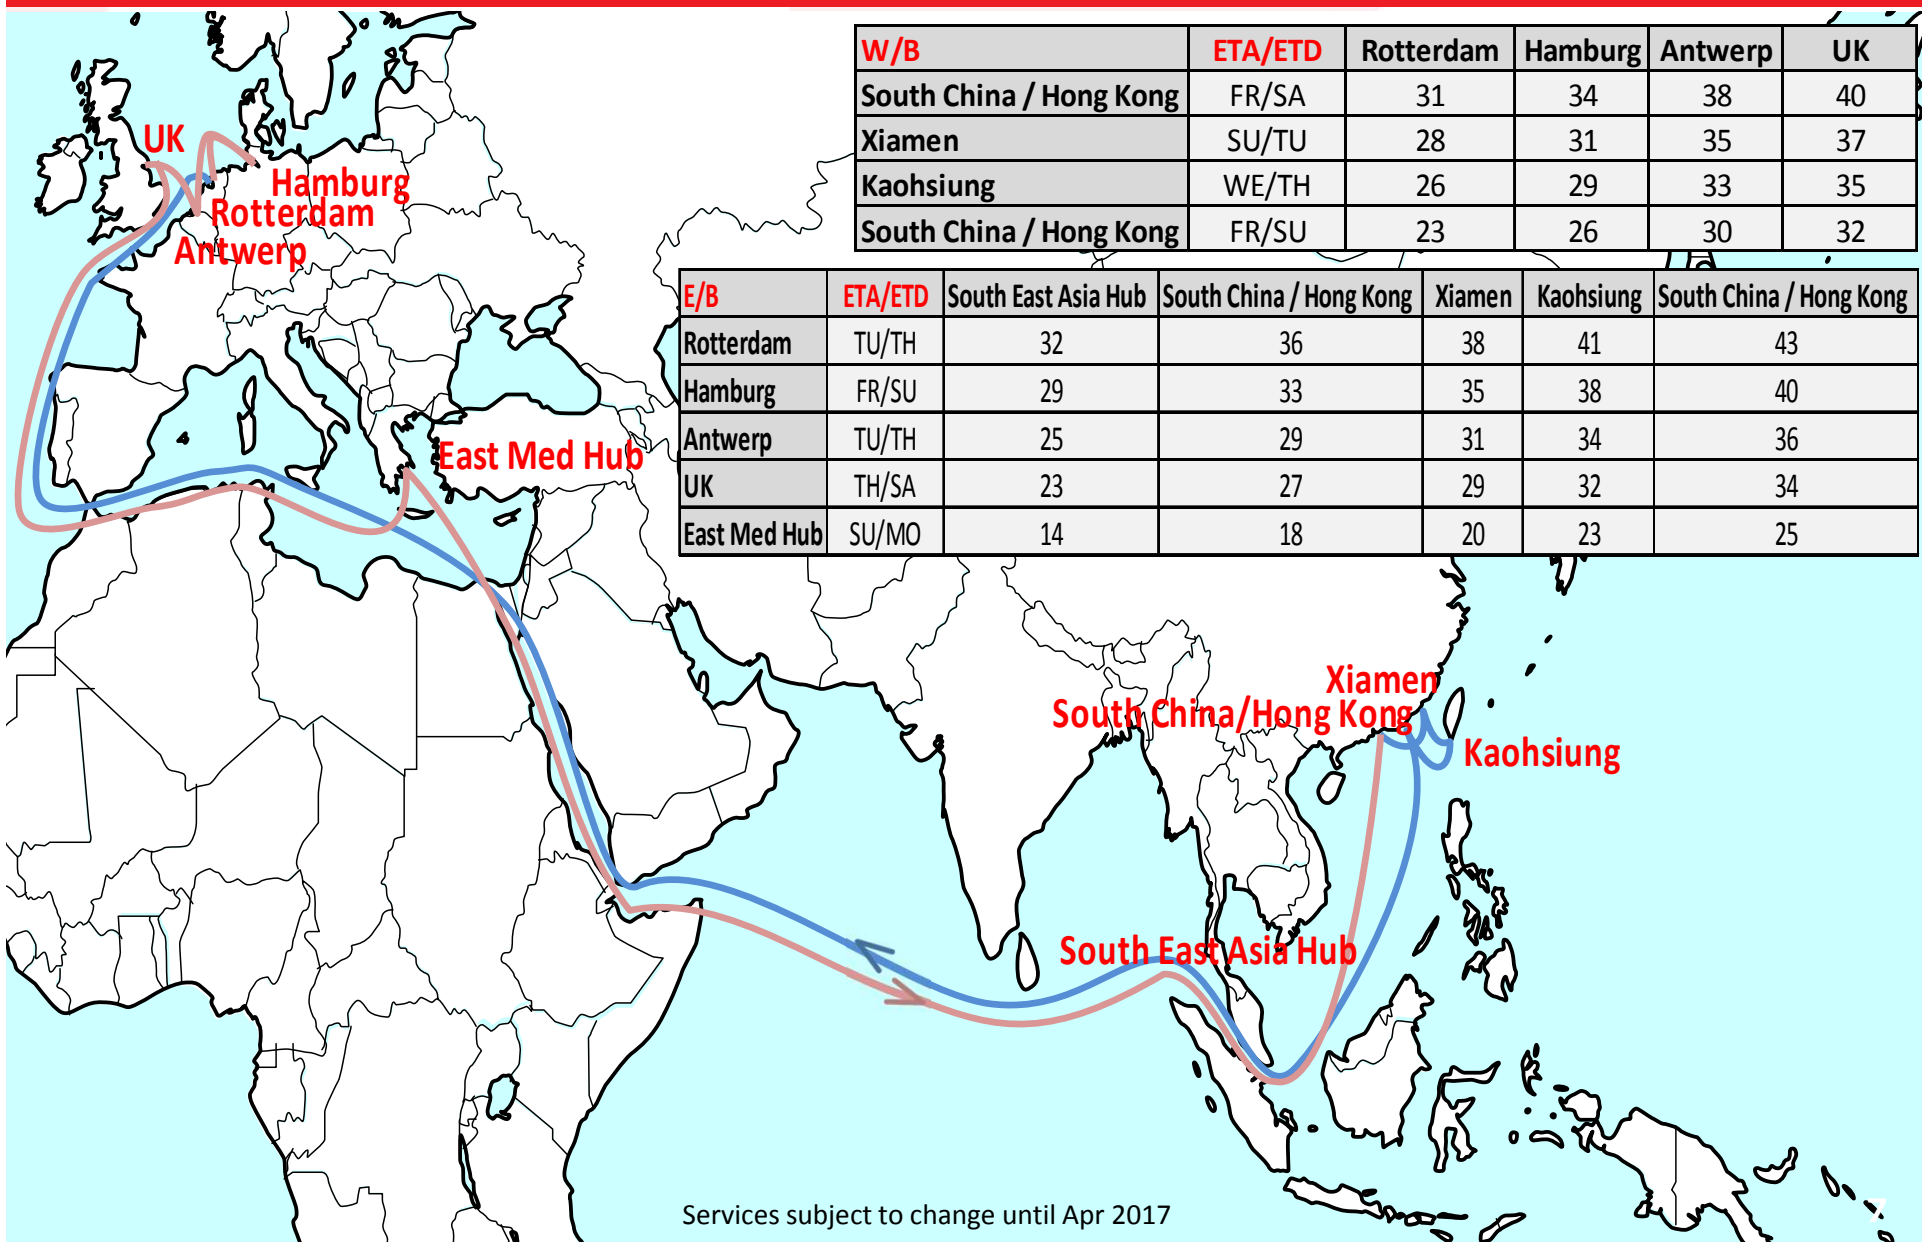 W/B ETA/ETD Rotterdam Hamburg Antwerp UK
South China / Hong Kong FR/SA 31 34 38 40
Xiamen SU/TU 28 31 35 37
Kaohsiung WE/TH 26 29 33 35
South China / Hong Kong FR/SU 23 26 30 32
E/B ETA/ETD South East Asia Hub South China / Hong Kong Xiamen Kaohsiung South China / Hong Kong
Rotterdam TU/TH 32 36 38 41 43
Hamburg FR/SU 29 33 35 38 40
Antwerp TU/TH 25 29 31 34 36
UK TH/SA 23 27 29 32 34
East Med Hub SU/MO 14 18 20 23 25
UK
Hamburg
Rotterdam
Antwerp
East Med Hub
Xiamen
South China/Hong Kong
Kaohsiung
South East Asia Hub
Services subject to change until Apr 2017
7